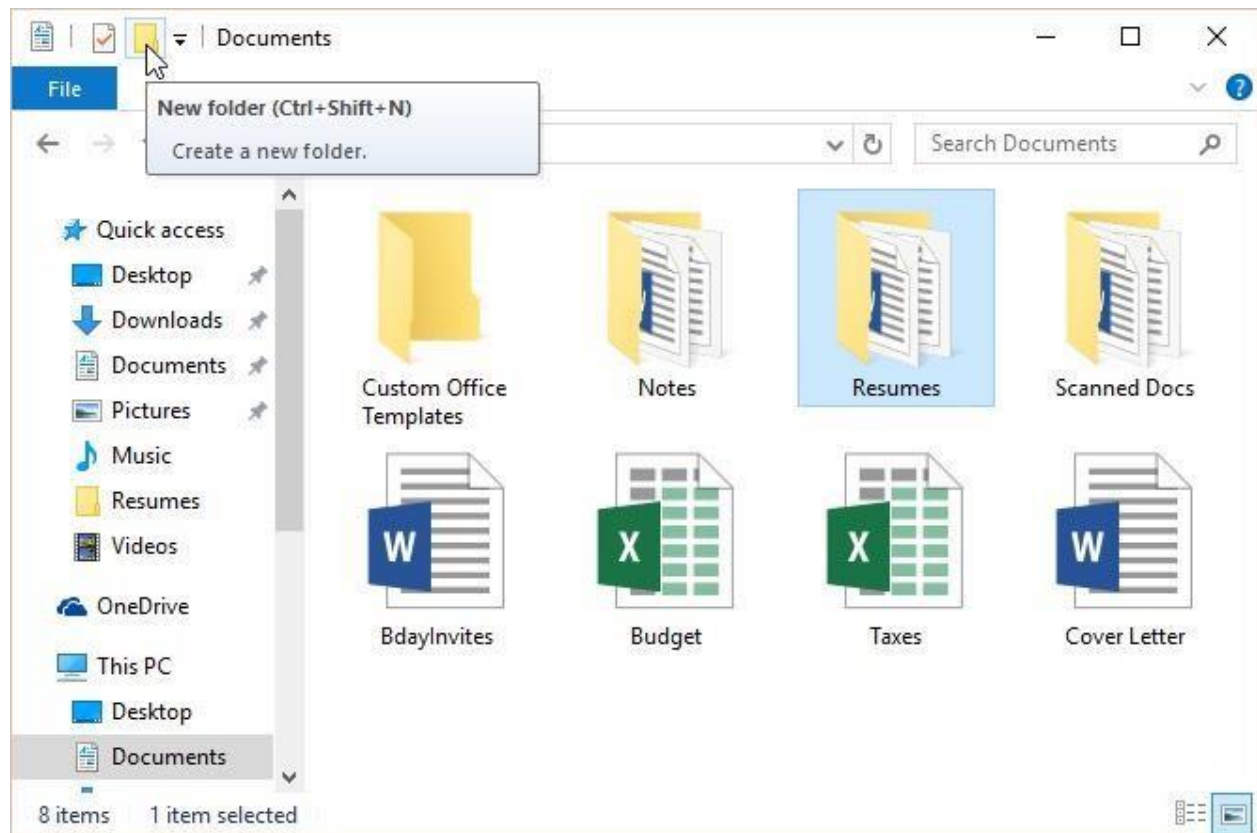 Documents
File
New folder (Ctrl+Shift+N)
Create a new folder.
Search Documents
Quick access
Desktop
Downloads
Documents
Pictures
Music
Resumes
Videos
OneDrive
This PC
Desktop
Documents
Custom Office
Templates
Notes
Resumes
Scanned Docs
W
BdayInvites
X
Budget
X
Taxes
W
Cover Letter
8 items 1 item selected